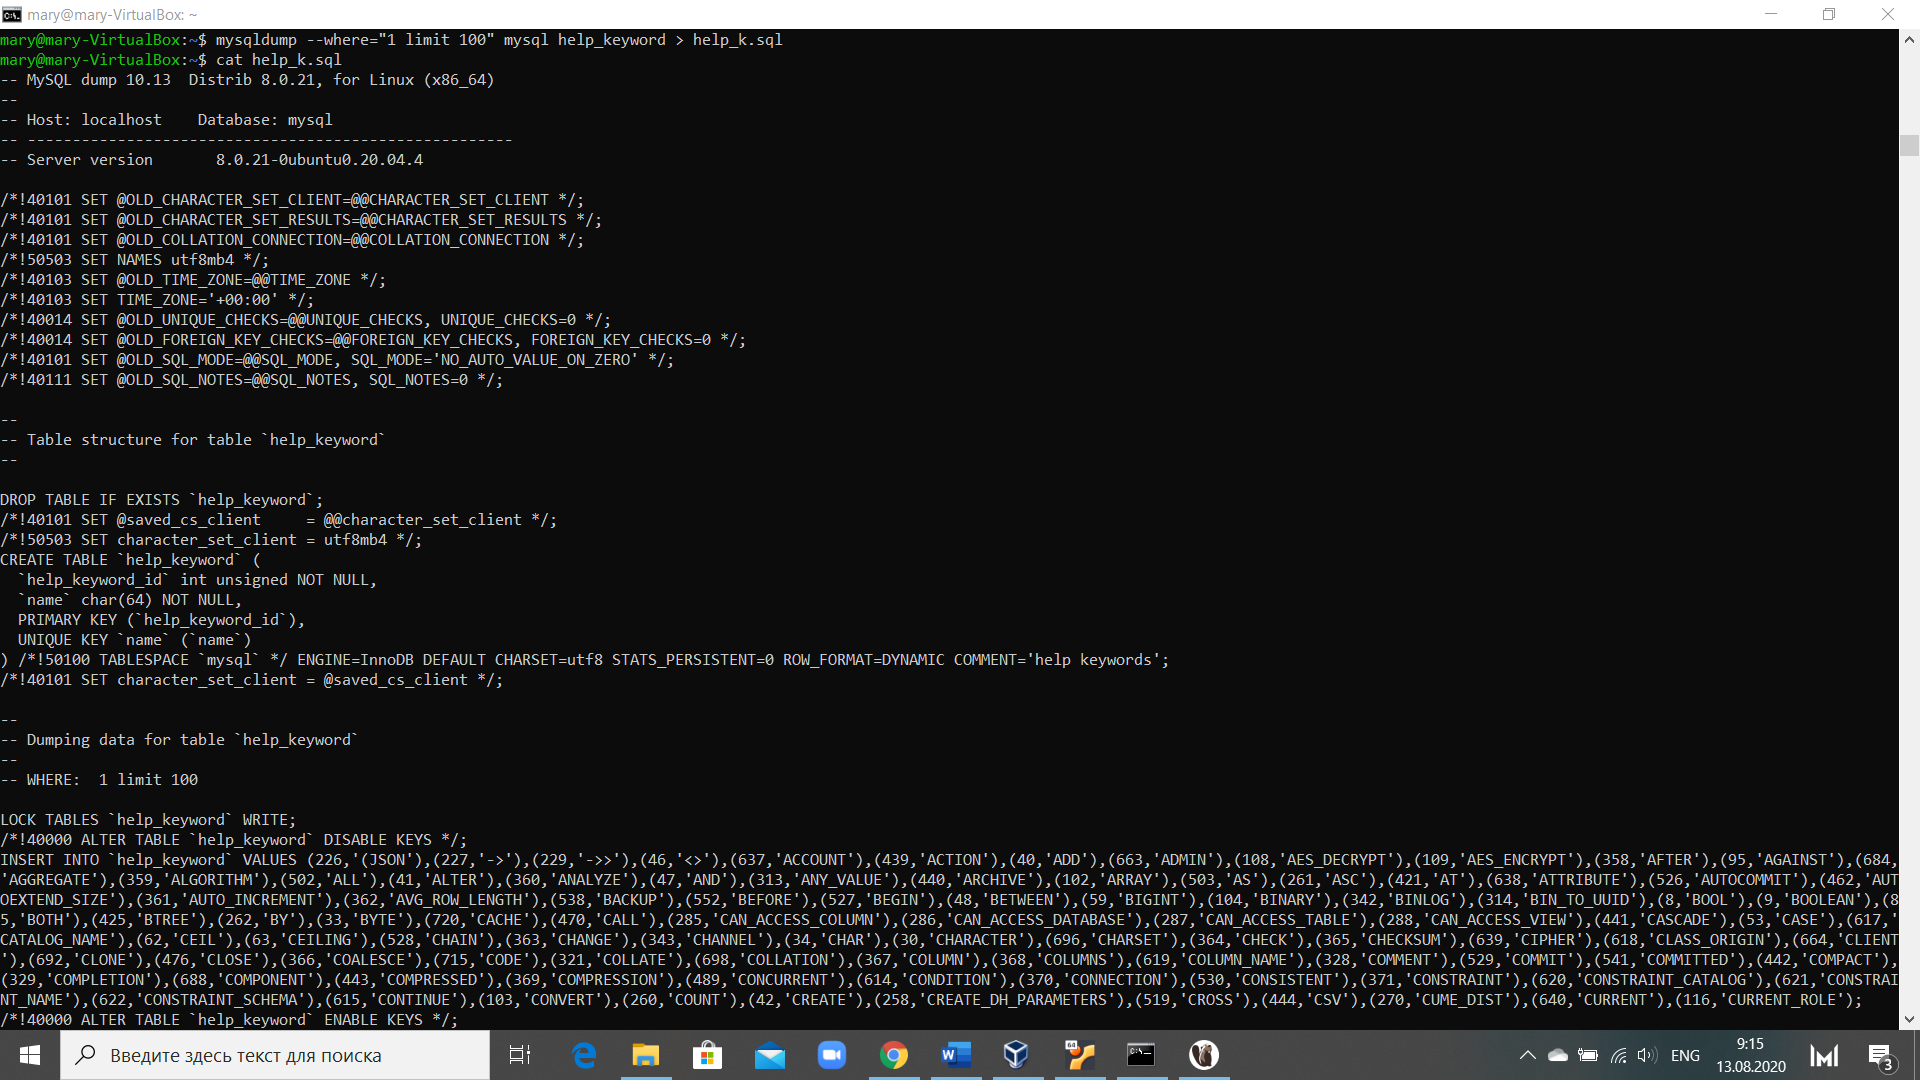 mary@mary-VirtualBox: ~
mary@mary-VirtualBox:~$ mysqldump --where="1 limit 100" mysql help_keyword > help_k.sql
mary@mary-VirtualBox:~$ cat help_k.sql
-- MySQL dump 10.13  Distrib 8.0.21, for Linux (x86_64)
--
-- Host: localhost    Database: mysql
-- ------------------------------------------------------
-- Server version       8.0.21-0ubuntu0.20.04.4
/*!40101 SET @OLD_CHARACTER_SET_CLIENT=@@CHARACTER_SET_CLIENT */;
/*!40101 SET @OLD_CHARACTER_SET_RESULTS=@@CHARACTER_SET_RESULTS */;
/*!40101 SET @OLD_COLLATION_CONNECTION=@@COLLATION_CONNECTION */;
/*!50503 SET NAMES utf8mb4 */;
/*!40103 SET @OLD_TIME_ZONE=@@TIME_ZONE */;
/*!40103 SET TIME_ZONE='+00:00' */;
/*!40014 SET @OLD_UNIQUE_CHECKS=@@UNIQUE_CHECKS, UNIQUE_CHECKS=0 */;
/*!40014 SET @OLD_FOREIGN_KEY_CHECKS=@@FOREIGN_KEY_CHECKS, FOREIGN_KEY_CHECKS=0 */;
/*!40101 SET @OLD_SQL_MODE=@@SQL_MODE, SQL_MODE='NO_AUTO_VALUE_ON_ZERO' */;
/*!40111 SET @OLD_SQL_NOTES=@@SQL_NOTES, SQL_NOTES=0 */;
--
-- Table structure for table `help_keyword`
--
DROP TABLE IF EXISTS `help_keyword`;
/*!40101 SET @saved_cs_client     = @@character_set_client */;
/*!50503 SET character_set_client = utf8mb4 */;
CREATE TABLE `help_keyword` (
  `help_keyword_id` int unsigned NOT NULL,
  `name` char(64) NOT NULL,
  PRIMARY KEY (`help_keyword_id`),
  UNIQUE KEY `name` (`name`)
) /*!50100 TABLESPACE `mysql` */ ENGINE=InnoDB DEFAULT CHARSET=utf8 STATS_PERSISTENT=0 ROW_FORMAT=DYNAMIC COMMENT='help keywords';
/*!40101 SET character_set_client = @saved_cs_client */;
--
-- Dumping data for table `help_keyword`
--
-- WHERE:  1 limit 100
LOCK TABLES `help_keyword` WRITE;
/*!40000 ALTER TABLE `help_keyword` DISABLE KEYS */;
INSERT INTO `help_keyword` VALUES (226,'(JSON'),(227,'->'),(229,'->>'),(46,'<>'),(637,'ACCOUNT'),(439,'ACTION'),(40,'ADD'),(663,'ADMIN'),(108,'AES_DECRYPT'),(109,'AES_ENCRYPT'),(358,'AFTER'),(95,'AGAINST'),(684,
'AGGREGATE'),(359,'ALGORITHM'),(502,'ALL'),(41,'ALTER'),(360,'ANALYZE'),(47,'AND'),(313,'ANY_VALUE'),(440,'ARCHIVE'),(102,'ARRAY'),(503,'AS'),(261,'ASC'),(421,'AT'),(638,'ATTRIBUTE'),(526,'AUTOCOMMIT'),(462,'AUT
OEXTEND_SIZE'),(361,'AUTO_INCREMENT'),(362,'AVG_ROW_LENGTH'),(538,'BACKUP'),(552,'BEFORE'),(527,'BEGIN'),(48,'BETWEEN'),(59,'BIGINT'),(104,'BINARY'),(342,'BINLOG'),(314,'BIN_TO_UUID'),(8,'BOOL'),(9,'BOOLEAN'),(8
5,'BOTH'),(425,'BTREE'),(262,'BY'),(33,'BYTE'),(720,'CACHE'),(470,'CALL'),(285,'CAN_ACCESS_COLUMN'),(286,'CAN_ACCESS_DATABASE'),(287,'CAN_ACCESS_TABLE'),(288,'CAN_ACCESS_VIEW'),(441,'CASCADE'),(53,'CASE'),(617,'
CATALOG_NAME'),(62,'CEIL'),(63,'CEILING'),(528,'CHAIN'),(363,'CHANGE'),(343,'CHANNEL'),(34,'CHAR'),(30,'CHARACTER'),(696,'CHARSET'),(364,'CHECK'),(365,'CHECKSUM'),(639,'CIPHER'),(618,'CLASS_ORIGIN'),(664,'CLIENT
'),(692,'CLONE'),(476,'CLOSE'),(366,'COALESCE'),(715,'CODE'),(321,'COLLATE'),(698,'COLLATION'),(367,'COLUMN'),(368,'COLUMNS'),(619,'COLUMN_NAME'),(328,'COMMENT'),(529,'COMMIT'),(541,'COMMITTED'),(442,'COMPACT'),
(329,'COMPLETION'),(688,'COMPONENT'),(443,'COMPRESSED'),(369,'COMPRESSION'),(489,'CONCURRENT'),(614,'CONDITION'),(370,'CONNECTION'),(530,'CONSISTENT'),(371,'CONSTRAINT'),(620,'CONSTRAINT_CATALOG'),(621,'CONSTRAI
NT_NAME'),(622,'CONSTRAINT_SCHEMA'),(615,'CONTINUE'),(103,'CONVERT'),(260,'COUNT'),(42,'CREATE'),(258,'CREATE_DH_PARAMETERS'),(519,'CROSS'),(444,'CSV'),(270,'CUME_DIST'),(640,'CURRENT'),(116,'CURRENT_ROLE');
/*!40000 ALTER TABLE `help_keyword` ENABLE KEYS */;
Введите здесь текст для поиска
64
ENG
9:15
13.08.2020
3